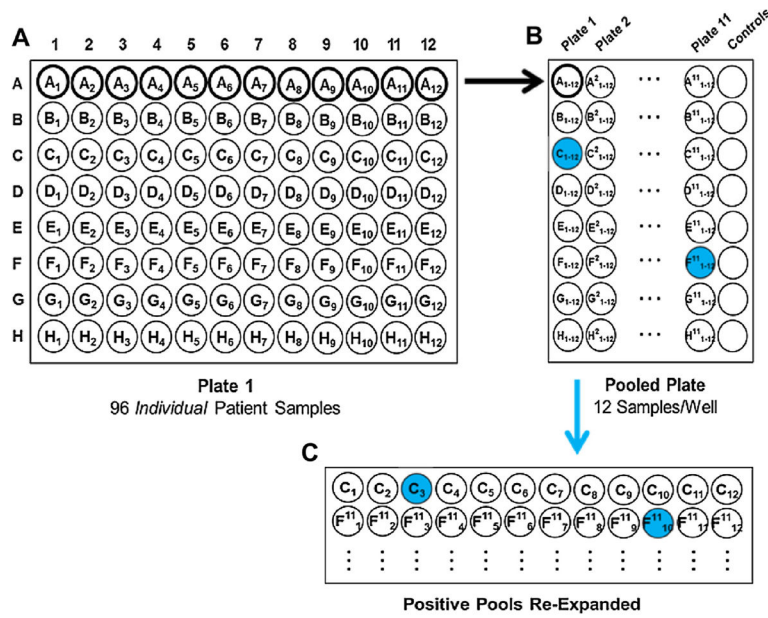 A
1 2 3 4 5 6 7 8 9 10 11 12
A A1 A2 A3 A4 A5 A6 A7 A8 A9 A10 A11 A12
B B1 B2 B3 B4 B5 B6 B7 B8 B9 B10 B11 B12
C C1 C2 C3 C4 C5 C6 C7 C8 C9 C10 C11 C12
D D1 D2 D3 D4 D5 D6 D7 D8 D9 D10 D11 D12
E E1 E2 E3 E4 E5 E6 E7 E8 E9 E10 E11 E12
F F1 F2 F3 F4 F5 F6 F7 F8 F9 F10 F11 F12
G G1 G2 G3 G4 G5 G6 G7 G8 G9 G10 G11 G12
H H1 H2 H3 H4 H5 H6 H7 H8 H9 H10 H11 H12
Plate 1
96 Individual Patient Samples
B
Plate 1 Plate 2 Plate 11 Controls
A1-12 A²1-12 ··· A¹¹1-12
B1-12 B²1-12 ··· B¹¹1-12
C1-12 C²1-12 ··· C¹¹1-12
D1-12 D²1-12 ··· D¹¹1-12
E1-12 E²1-12 ··· E¹¹1-12
F1-12 F²1-12 ··· F¹¹1-12
G1-12 G²1-12 ··· G¹¹1-12
H1-12 H²1-12 ··· H¹¹1-12
Pooled Plate
12 Samples/Well
C
C1 C2 C3 C4 C5 C6 C7 C8 C9 C10 C11 C12
F¹¹1 F¹¹2 F¹¹3 F¹¹4 F¹¹5 F¹¹6 F¹¹7 F¹¹8 F¹¹9 F¹¹10 F¹¹11 F¹¹12
Positive Pools Re-Expanded